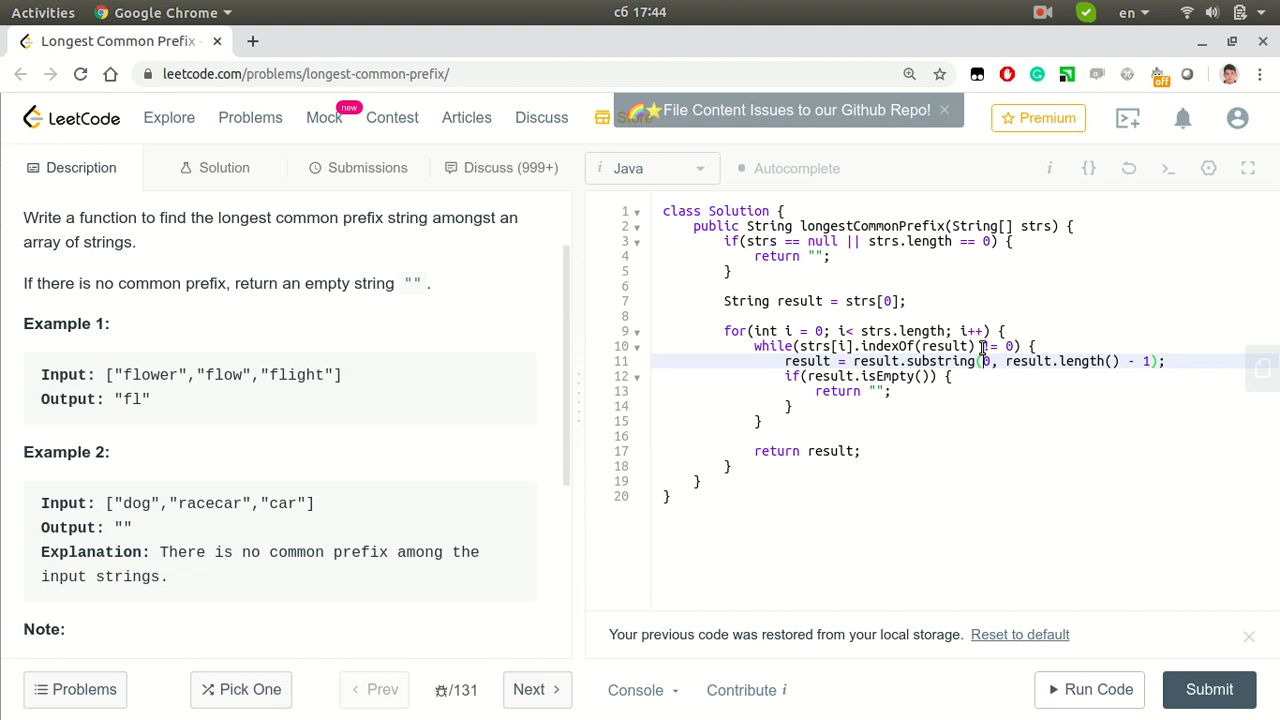 Activities Google Chrome сб 17:44 en
Longest Common Prefix -
leetcode.com/problems/longest-common-prefix/
off
LeetCode Explore Problems Mock new Contest Articles Discuss Store Premium
🌈⭐File Content Issues to our Github Repo!
Description Solution Submissions Discuss (999+)
i Java Autocomplete
Write a function to find the longest common prefix string amongst an
array of strings.
If there is no common prefix, return an empty string "".
Example 1:
Input: ["flower","flow","flight"]
Output: "fl"
Example 2:
Input: ["dog","racecar","car"]
Output: ""
Explanation: There is no common prefix among the
input strings.
Note:
1 class Solution {
2 public String longestCommonPrefix(String[] strs) {
3 if(strs == null || strs.length == 0) {
4 return "";
5 }
6
7 String result = strs[0];
8
9 for(int i = 0; i< strs.length; i++) {
10 while(strs[i].indexOf(result) != 0) {
11 result = result.substring(0, result.length() - 1);
12 if(result.isEmpty()) {
13 return "";
14 }
15 }
16
17 return result;
18 }
19 }
20 }
Your previous code was restored from your local storage. Reset to default
Problems Pick One Prev /131 Next Console Contribute i Run Code Submit